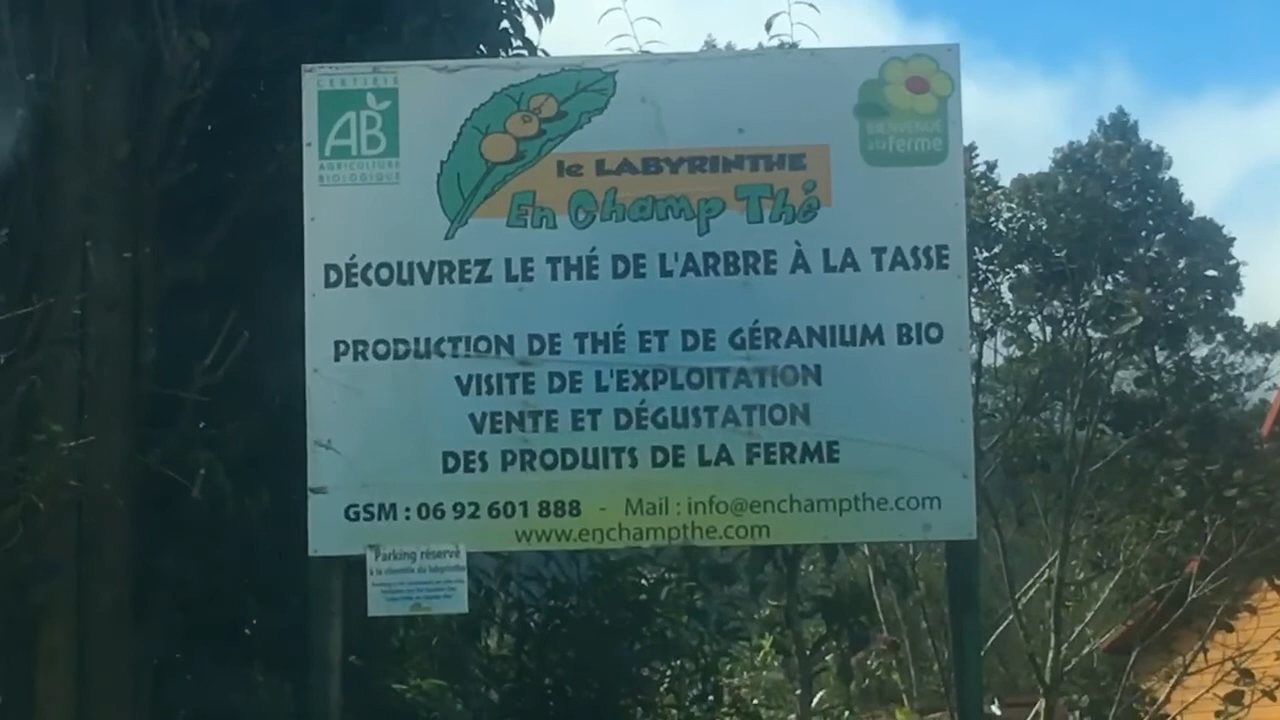 CERTIFIÉ
AB
AGRICULTURE
BIOLOGIQUE
le LABYRINTHE
En Champ Thé
BIENVENUE
à la ferme
DÉCOUVREZ LE THÉ DE L'ARBRE À LA TASSE
PRODUCTION DE THÉ ET DE GÉRANIUM BIO
VISITE DE L'EXPLOITATION
VENTE ET DÉGUSTATION
DES PRODUITS DE LA FERME
GSM : 06 92 601 888 - Mail : info@enchampthe.com
www.enchampthe.com
Parking réservé
à la clientèle du labyrinthe